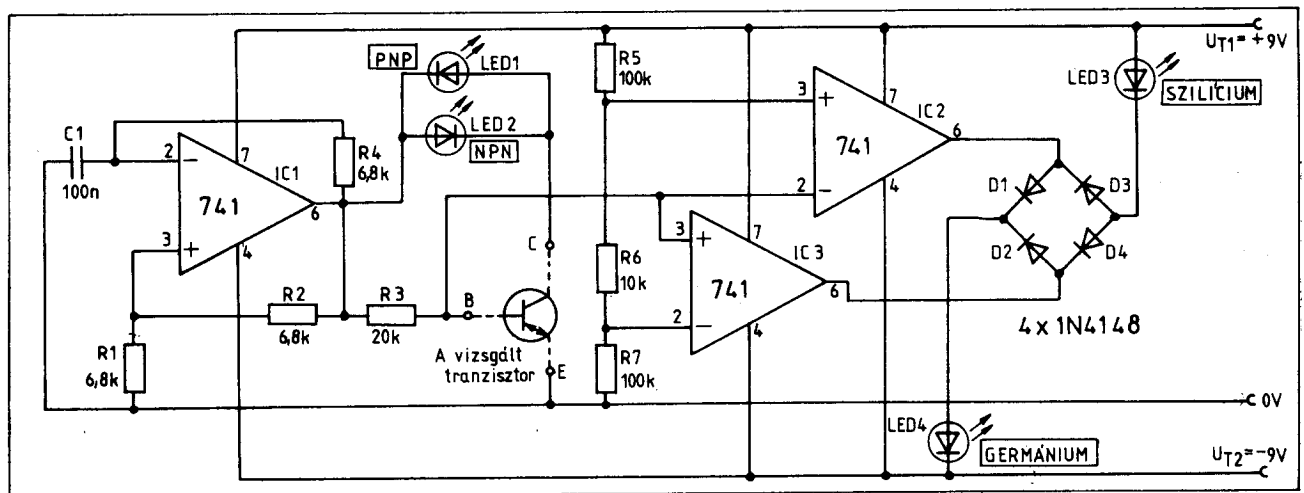 PNP
LED1
LED2
NPN
C1
100n
2
3
7
IC1
741
6
4
R4
6,8k
R2
6,8k
R3
20k
R1
6,8k
B
C
E
A vizsgált
tranzisztor
R5
100k
R6
10k
R7
100k
3
2
7
IC2
741
6
4
3
2
7
IC3
741
6
4
D1
D3
D2
D4
4x1N4148
LED3
SZILÍCIUM
LED4
GERMÁNIUM
UT1=+9V
0V
UT2=-9V